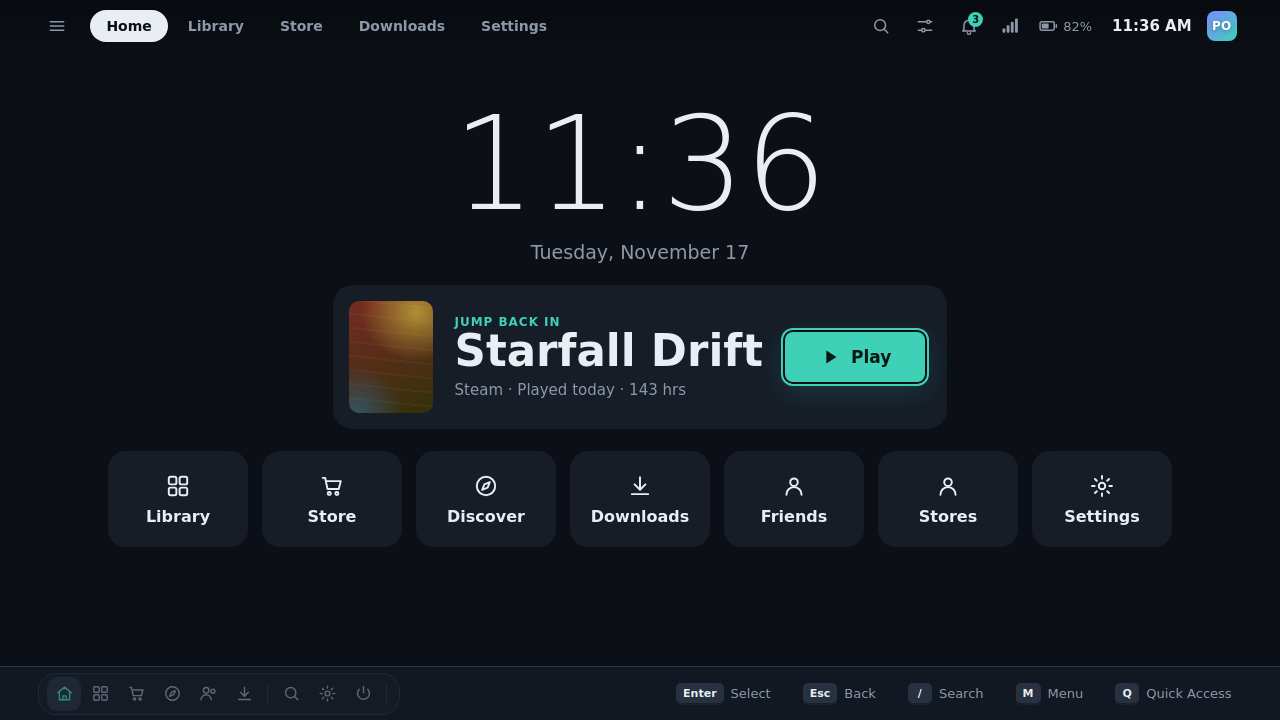 Home Library Store Downloads Settings 3 82% 11:36 AM PO
11:36
Tuesday, November 17
JUMP BACK IN
Starfall Drift
Steam · Played today · 143 hrs
Play
Library Store Discover Downloads Friends Stores Settings
Enter Select Esc Back / Search M Menu Q Quick Access